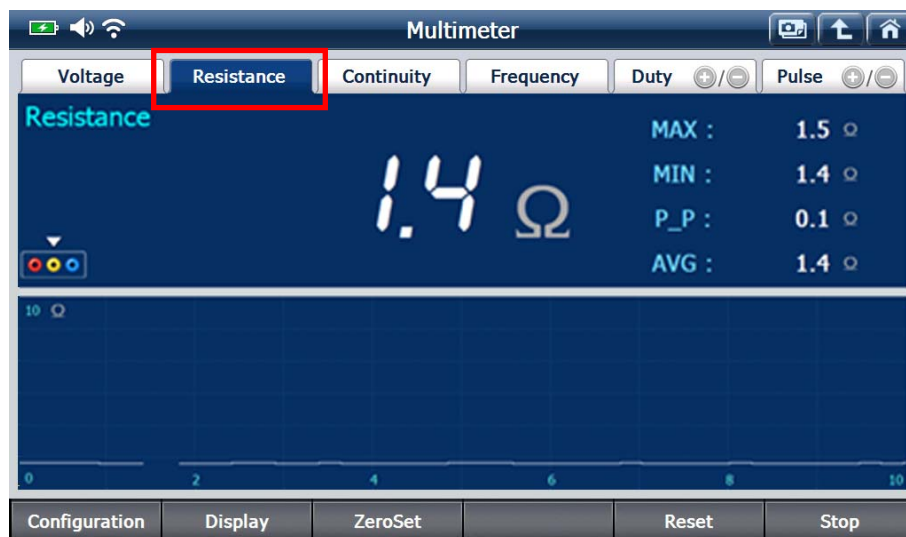 Multimeter
Voltage Resistance Continuity Frequency Duty +/- Pulse +/-
Resistance
1.4 Ω
MAX : 1.5 Ω
MIN : 1.4 Ω
P_P : 0.1 Ω
AVG : 1.4 Ω
10 Ω
0 2 4 6 8 10
Configuration Display ZeroSet Reset Stop